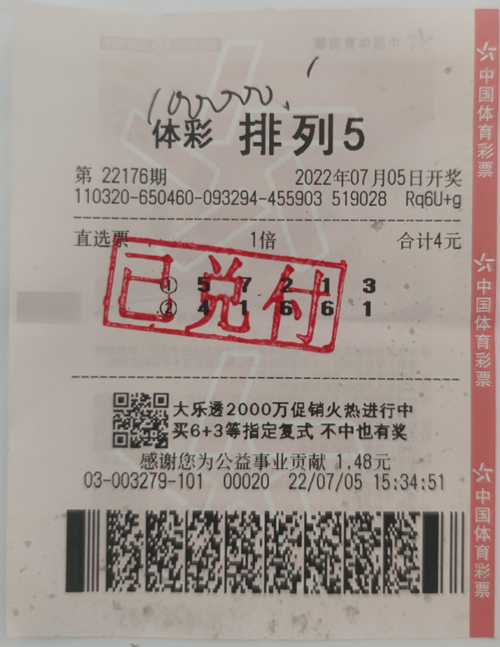 100000.
体彩 排列5
第 22176期 2022年07月05日开奖
110320-650460-093294-455903 519028 Rq6U+g
直选票 1倍 合计4元
① 5 7 2 1 3
② 4 1 6 6 1
已兑付
大乐透2000万促销火热进行中
买6+3等指定复式 不中也有奖
感谢您为公益事业贡献 1.48元
03-003279-101 00020 22/07/05 15:34:51
中国体育彩票
中国体育彩票
中国体育彩票